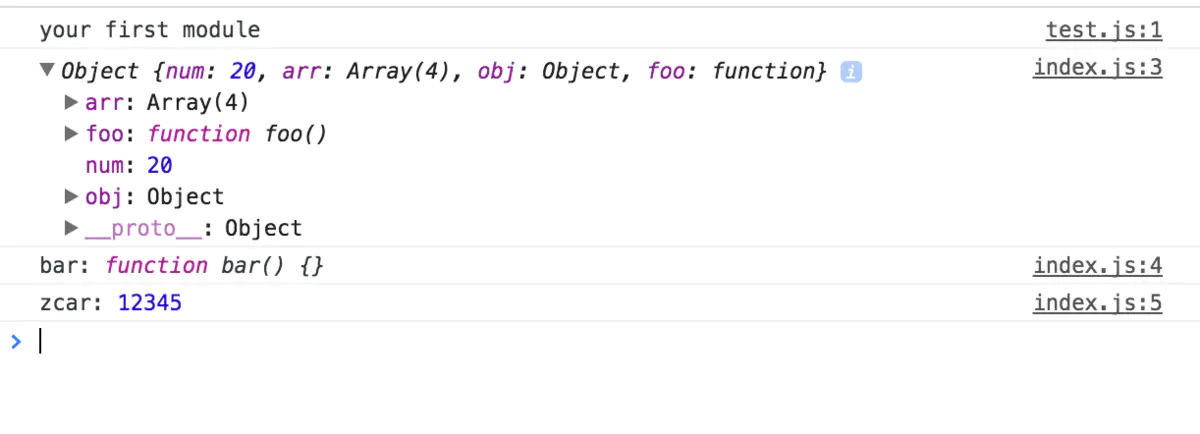 your first module test.js:1
▼Object {num: 20, arr: Array(4), obj: Object, foo: function} i index.js:3
▶arr: Array(4)
▶foo: function foo()
num: 20
▶obj: Object
▶__proto__: Object
bar: function bar() {} index.js:4
zcar: 12345 index.js:5
>